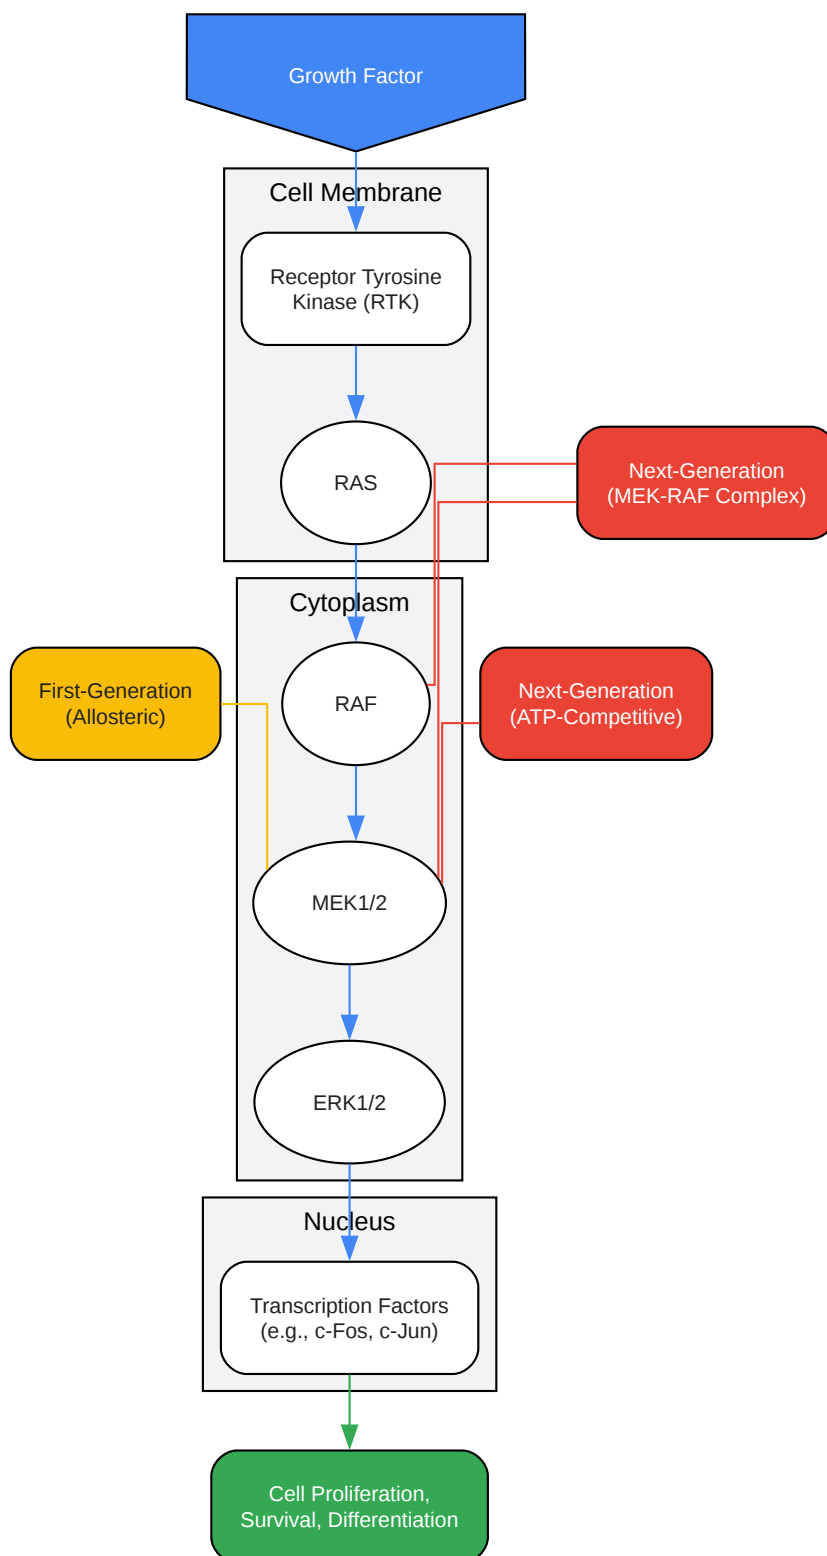 Growth Factor
Cell Membrane
Receptor Tyrosine
Kinase (RTK)
RAS
Next-Generation
(MEK-RAF Complex)
Cytoplasm
First-Generation
(Allosteric)
RAF
Next-Generation
(ATP-Competitive)
MEK1/2
ERK1/2
Nucleus
Transcription Factors
(e.g., c-Fos, c-Jun)
Cell Proliferation,
Survival, Differentiation